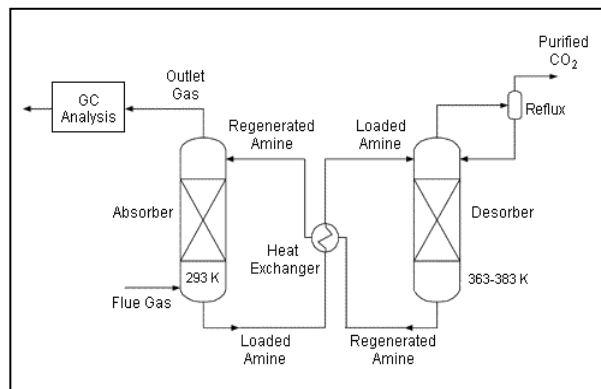 Purified
CO2
Outlet
Gas
GC
Analysis
Regenerated
Amine
Loaded
Amine
Reflux
Absorber
Desorber
Heat
Exchanger
293 K
363-383 K
Flue Gas
Loaded
Amine
Regenerated
Amine